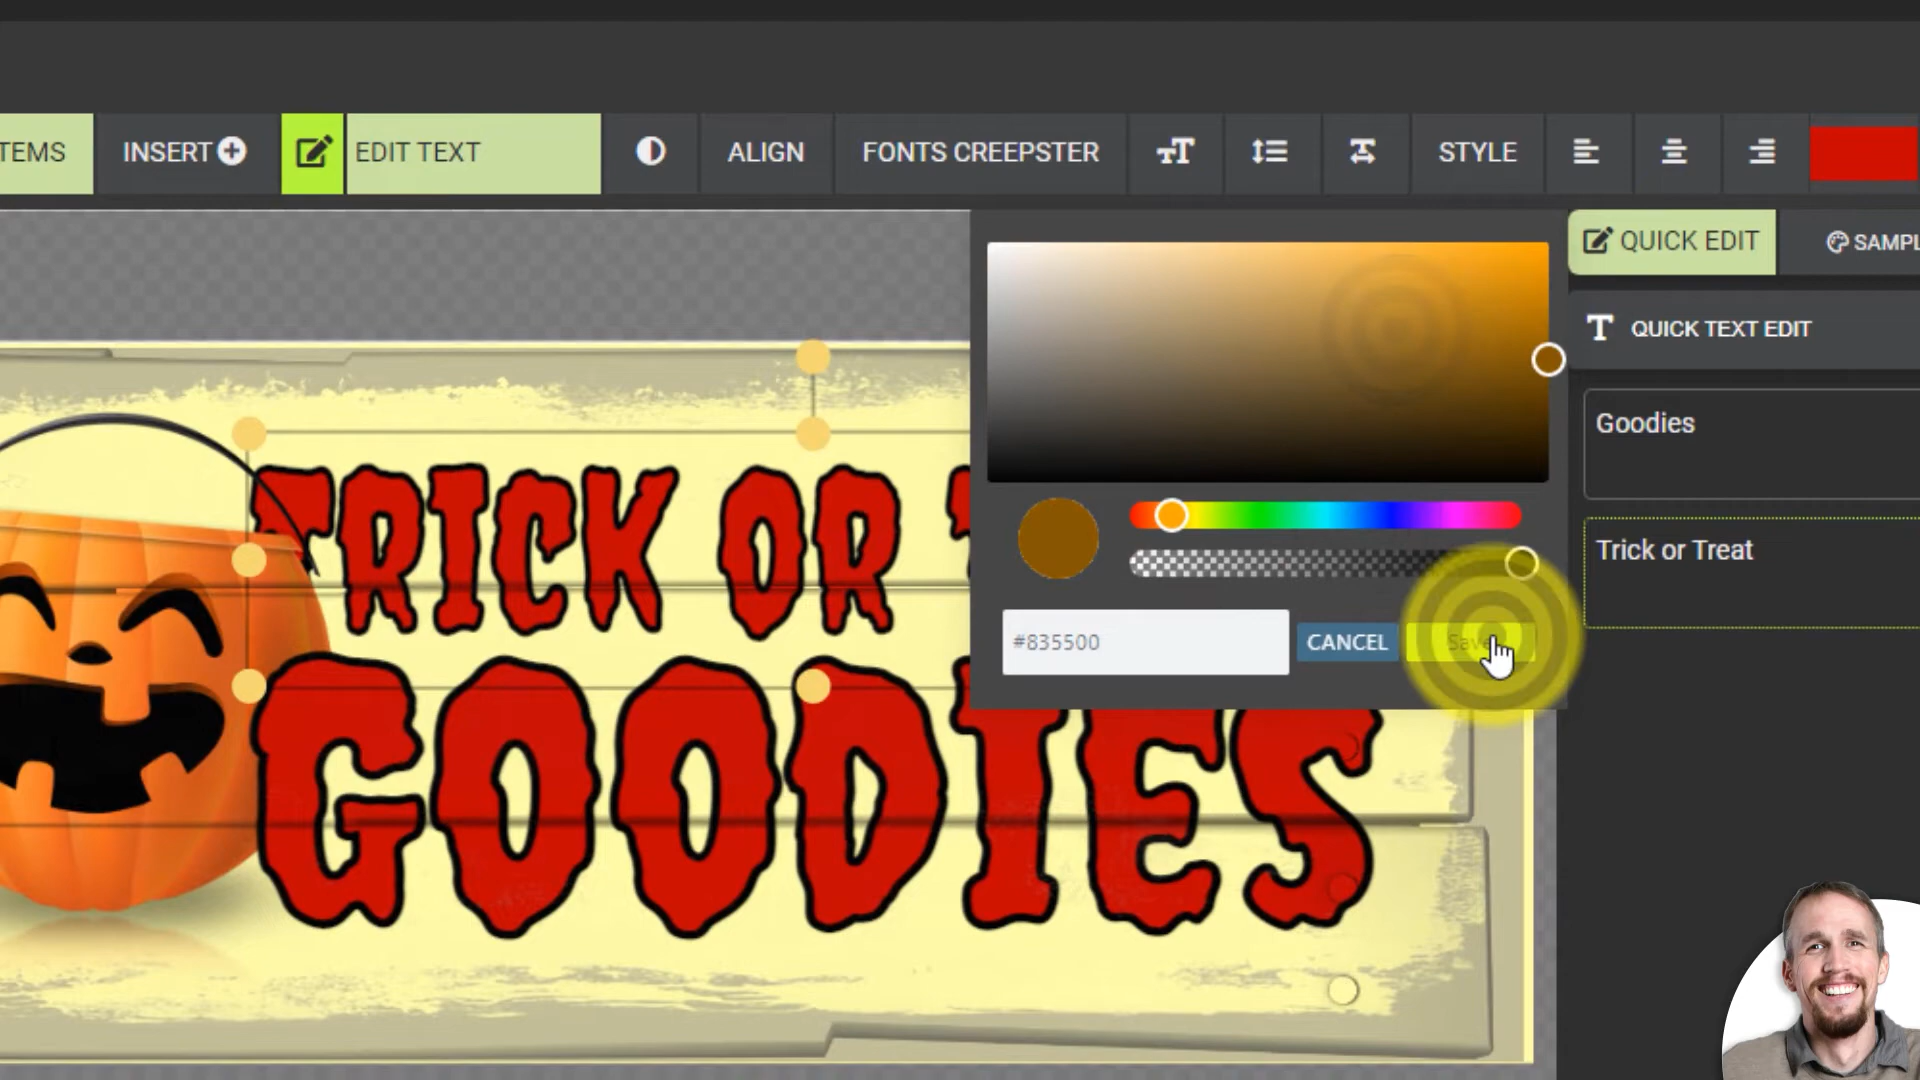 TEMS
INSERT
EDIT TEXT
ALIGN
FONTS CREEPSTER
STYLE
QUICK EDIT
SAMPL
QUICK TEXT EDIT
Goodies
Trick or Treat
#835500
CANCEL
Save
TRICK OR T
GOODIES